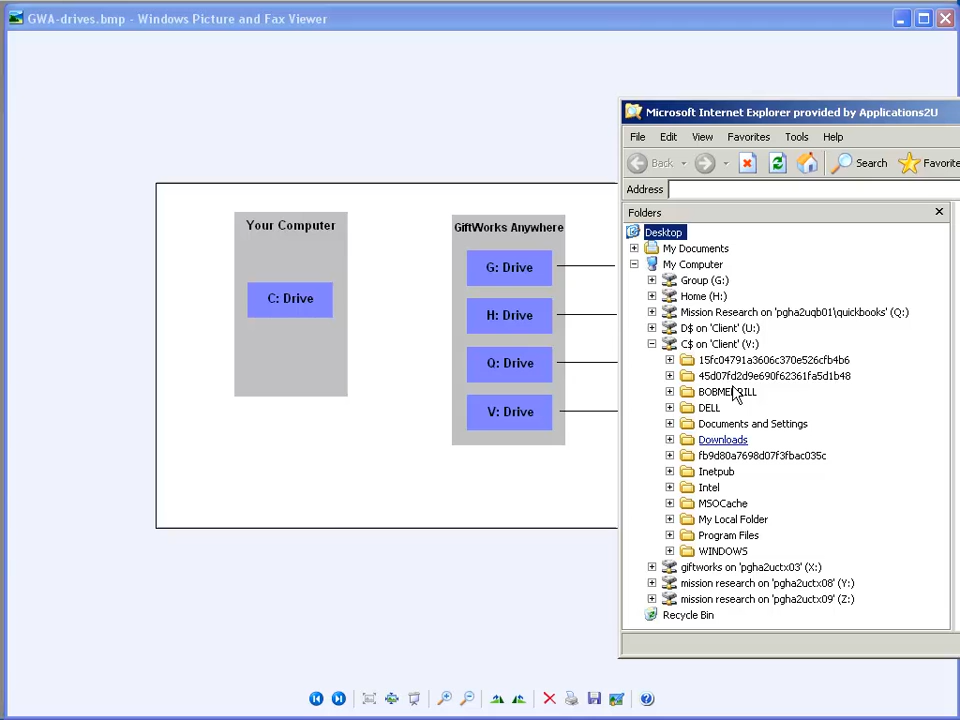 GWA-drives.bmp - Windows Picture and Fax Viewer
Your Computer
C: Drive
GiftWorks Anywhere
G: Drive
H: Drive
Q: Drive
V: Drive
Microsoft Internet Explorer provided by Applications2U
File Edit View Favorites Tools Help
Back Search Favorite
Address
Folders
Desktop
My Documents
My Computer
Group (G:)
Home (H:)
Mission Research on 'pgha2uqb01\quickbooks' (Q:)
D$ on 'Client' (U:)
C$ on 'Client' (V:)
15fc04791a3606c370e526cfb4b6
45d07fd2d9e690f62361fa5d1b48
DELL
Documents and Settings
Downloads
fb9d80a7698d07f3fbac035c
Inetpub
Intel
MSOCache
My Local Folder
Program Files
WINDOWS
giftworks on 'pgha2uctx03' (X:)
mission research on 'pgha2uctx08' (Y:)
mission research on 'pgha2uctx09' (Z:)
Recycle Bin